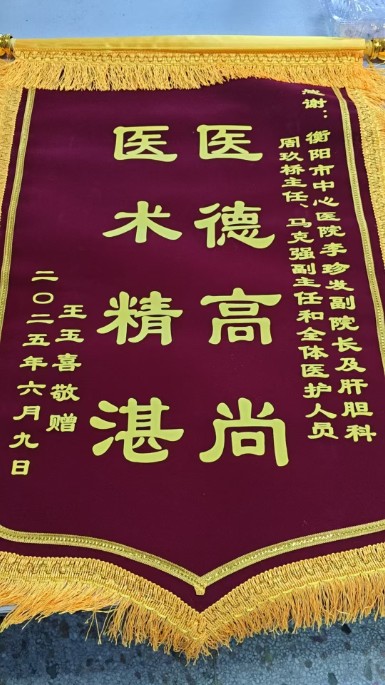 感谢：衡阳市中心医院李珍发副院长及肝胆科
周玖桥主任、马克强副主任和全体医护人员
医德高尚
医术精湛
王玉喜敬赠
二〇二五年六月九日